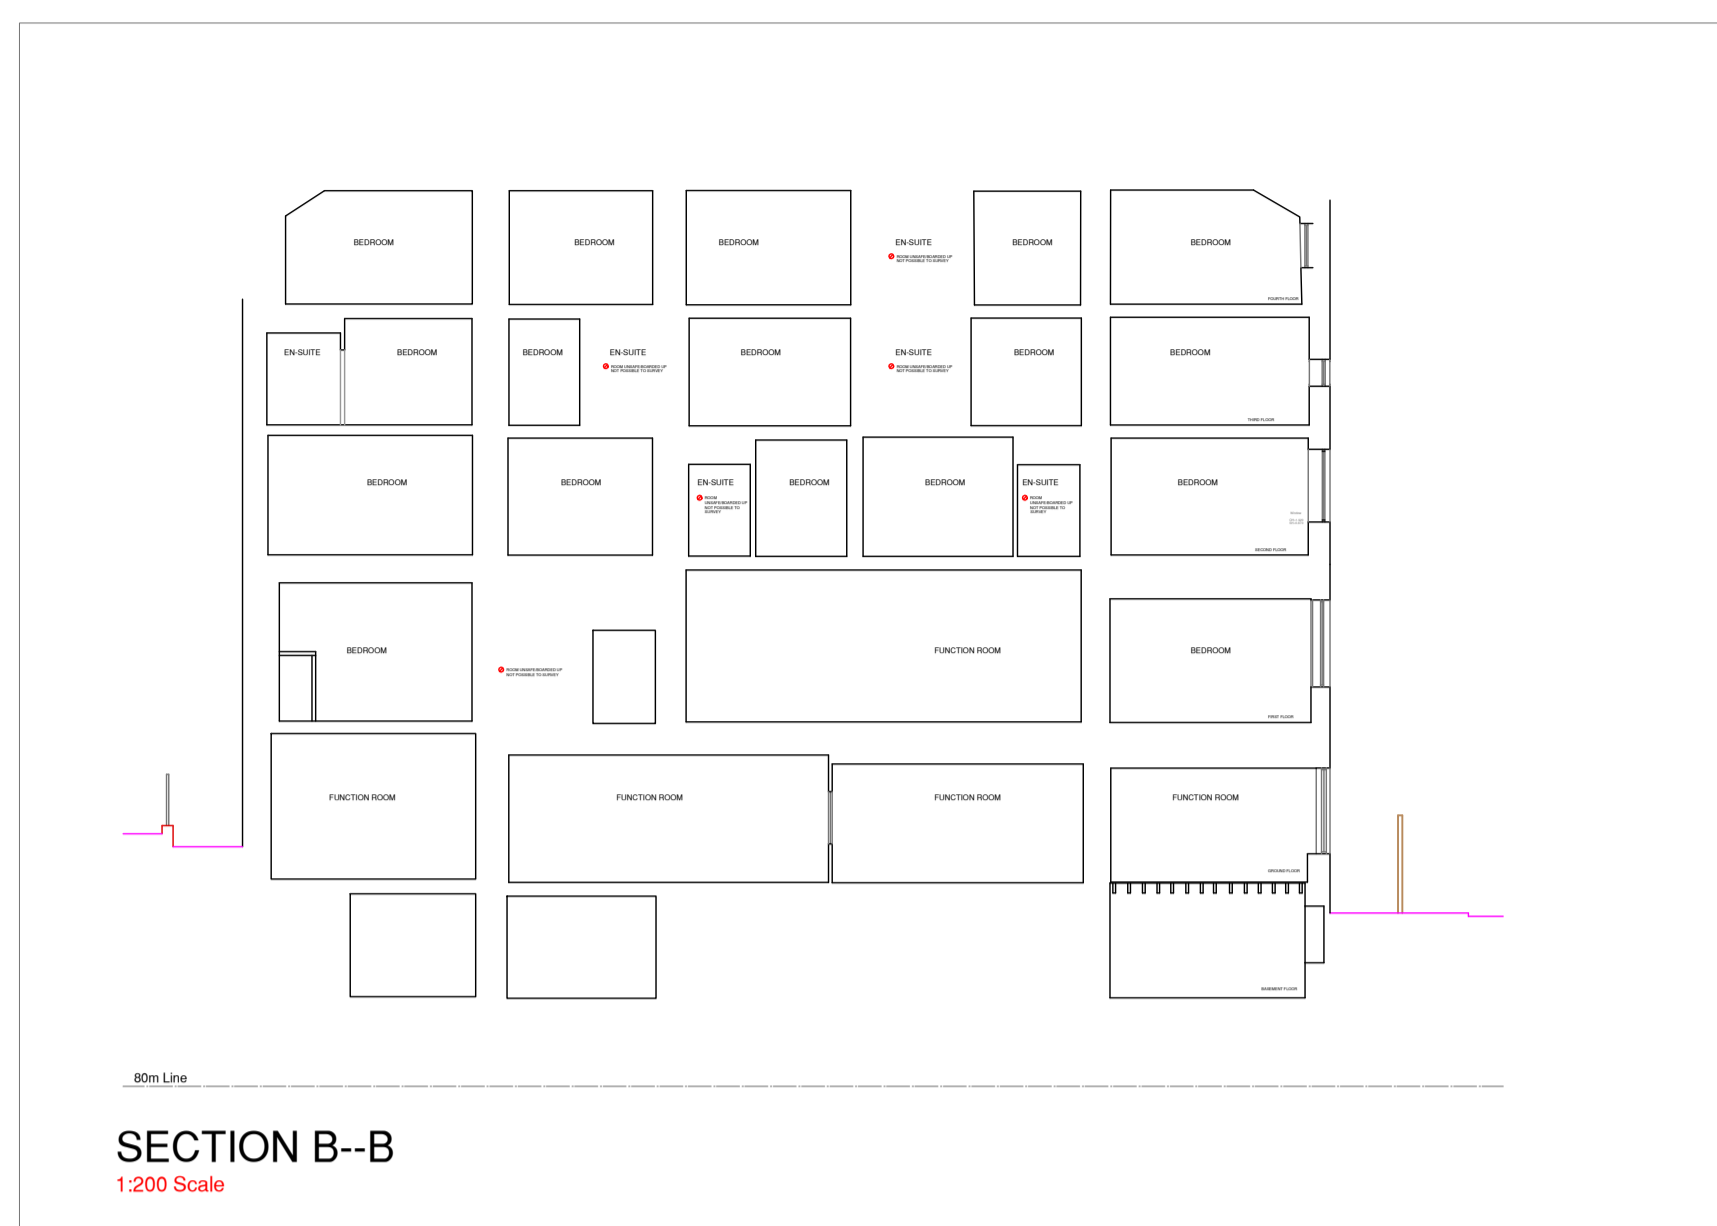 BEDROOM
BEDROOM
BEDROOM
EN-SUITE
ROOM UNSAFE/BOARDED UP
NOT POSSIBLE TO SURVEY
BEDROOM
BEDROOM
FOURTH FLOOR
EN-SUITE
BEDROOM
BEDROOM
EN-SUITE
ROOM UNSAFE/BOARDED UP
NOT POSSIBLE TO SURVEY
BEDROOM
EN-SUITE
ROOM UNSAFE/BOARDED UP
NOT POSSIBLE TO SURVEY
BEDROOM
BEDROOM
THIRD FLOOR
BEDROOM
BEDROOM
EN-SUITE
ROOM
UNSAFE/BOARDED UP
NOT POSSIBLE TO
SURVEY
BEDROOM
BEDROOM
EN-SUITE
ROOM
UNSAFE/BOARDED UP
NOT POSSIBLE TO
SURVEY
BEDROOM
SECOND FLOOR
BEDROOM
ROOM UNSAFE/BOARDED UP
NOT POSSIBLE TO SURVEY
FUNCTION ROOM
BEDROOM
FIRST FLOOR
FUNCTION ROOM
FUNCTION ROOM
FUNCTION ROOM
FUNCTION ROOM
GROUND FLOOR
BASEMENT FLOOR
80m Line
SECTION B--B
1:200 Scale